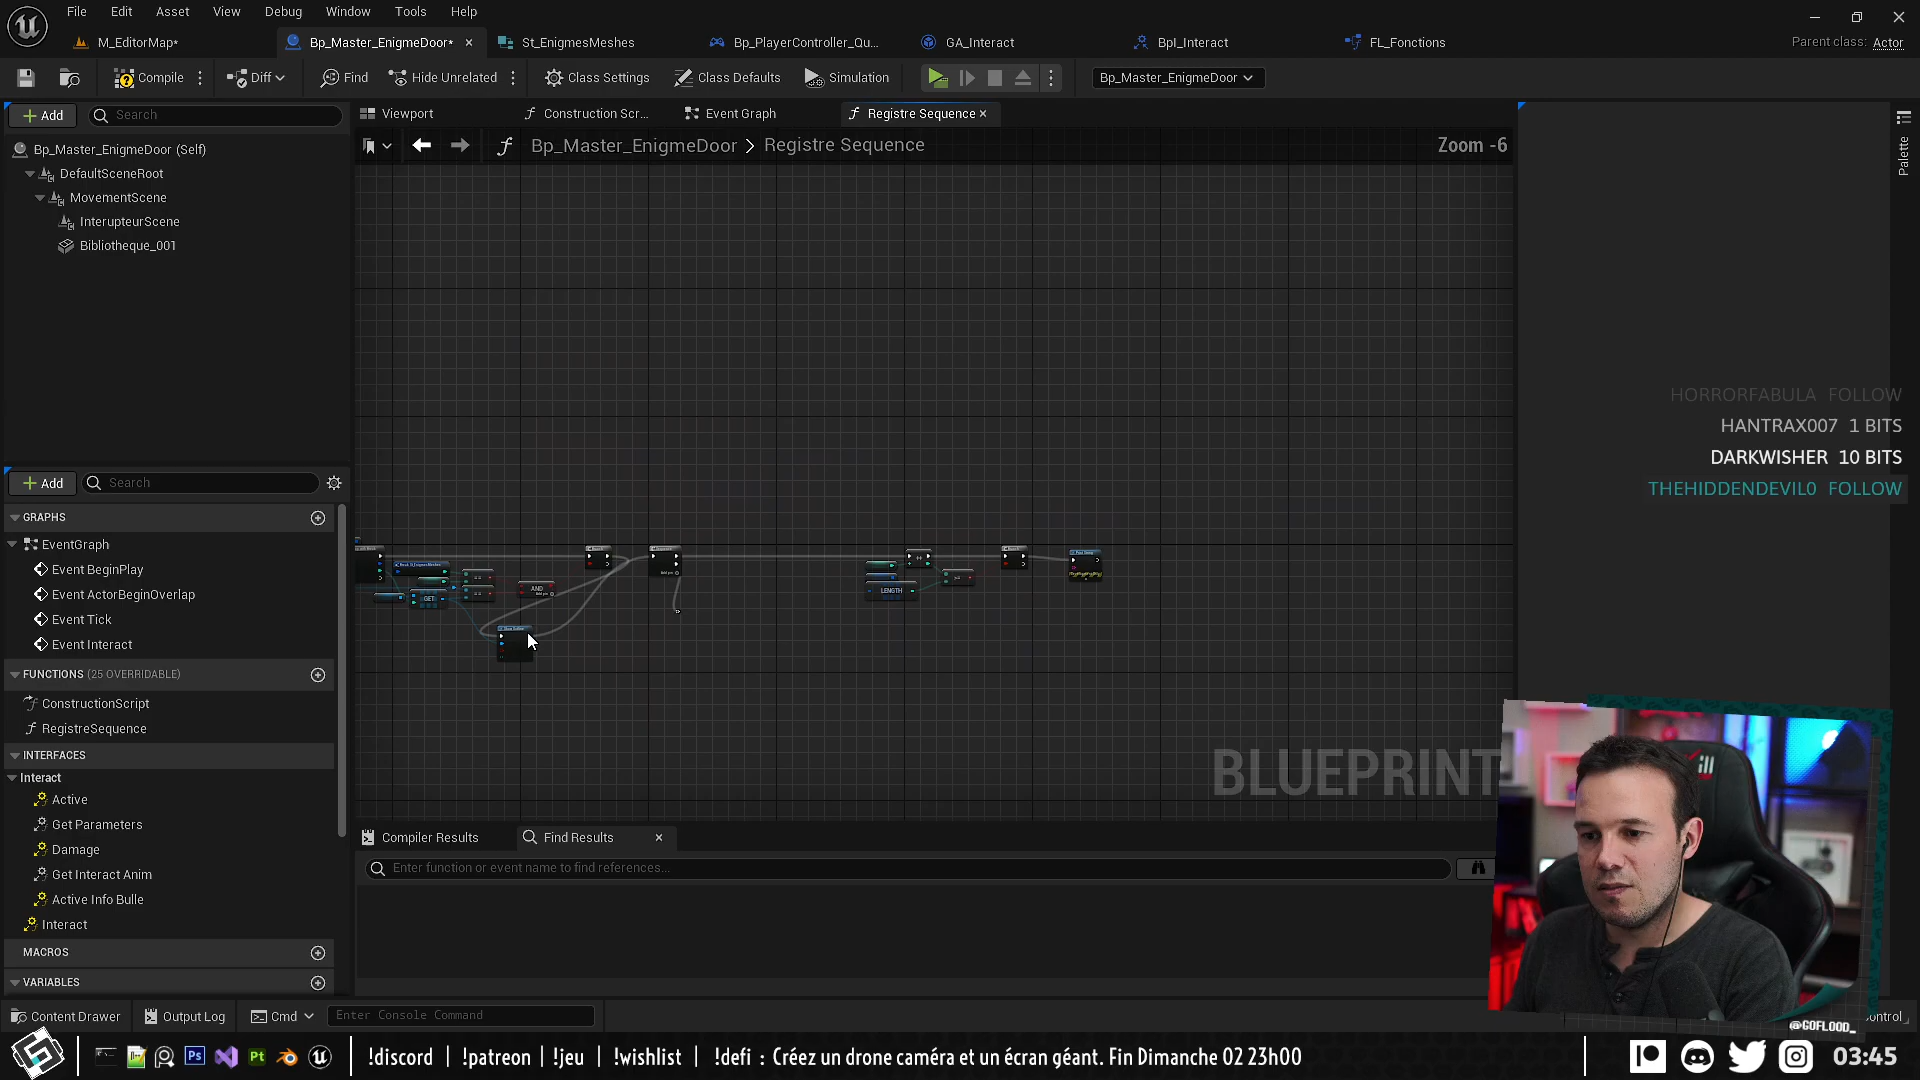 File Edit Asset View Debug Window Tools Help
M_EditorMap* Bp_Master_EnigmeDoor* St_EnigmesMeshes Bp_PlayerController_Qu... GA_Interact BpI_Interact FL_Fonctions Parent class: Actor
Compile Diff Find Hide Unrelated Class Settings Class Defaults Simulation Bp_Master_EnigmeDoor
Add Search
Viewport Construction Scr... Event Graph Registre Sequence
Bp_Master_EnigmeDoor > Registre Sequence Zoom -6
Palette
Bp_Master_EnigmeDoor (Self)
DefaultSceneRoot
MovementScene
InterupteurScene
Bibliotheque_001
HORRORFABULA FOLLOW
HANTRAX007 1 BITS
DARKWISHER 10 BITS
THEHIDDENDEVIL0 FOLLOW
Add Search
GRAPHS
EventGraph
Event BeginPlay
Event ActorBeginOverlap
Event Tick
Event Interact
FUNCTIONS (25 OVERRIDABLE)
ConstructionScript
RegistreSequence
INTERFACES
Interact
Active
Get Parameters
Damage
Get Interact Anim
Active Info Bulle
Interact
MACROS
VARIABLES
AND
GET
LENGTH
BLUEPRINT
Compiler Results Find Results
Enter function or event name to find references...
Content Drawer Output Log Cmd Enter Console Command
@GOFLOOD_
!discord | !patreon | !jeu | !wishlist | !defi : Créez un drone caméra et un écran géant. Fin Dimanche 02 23h00
03:45